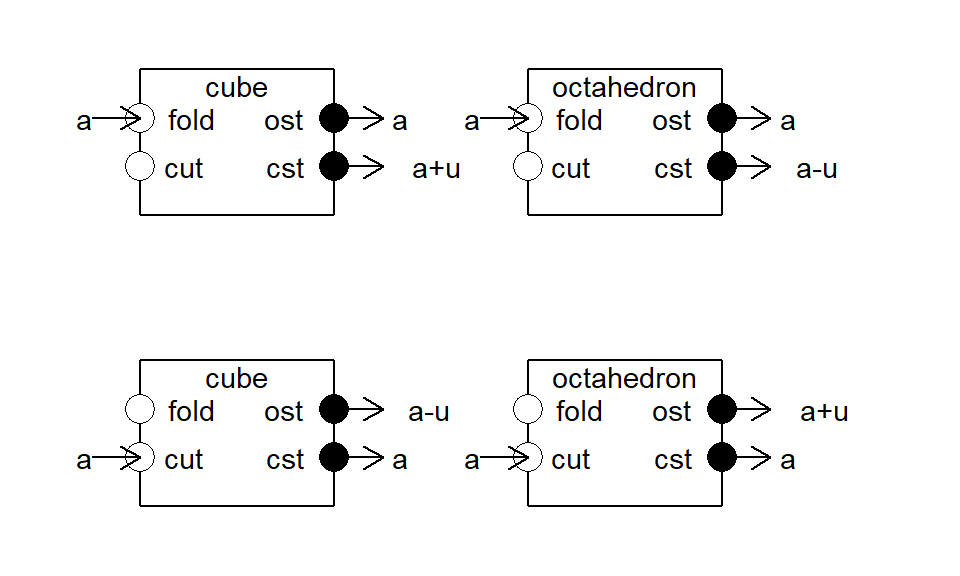 cube octahedron
a fold ost a a fold ost a
cut cst a+u cut cst a-u
cube octahedron
fold ost a-u fold ost a+u
a cut cst a a cut cst a